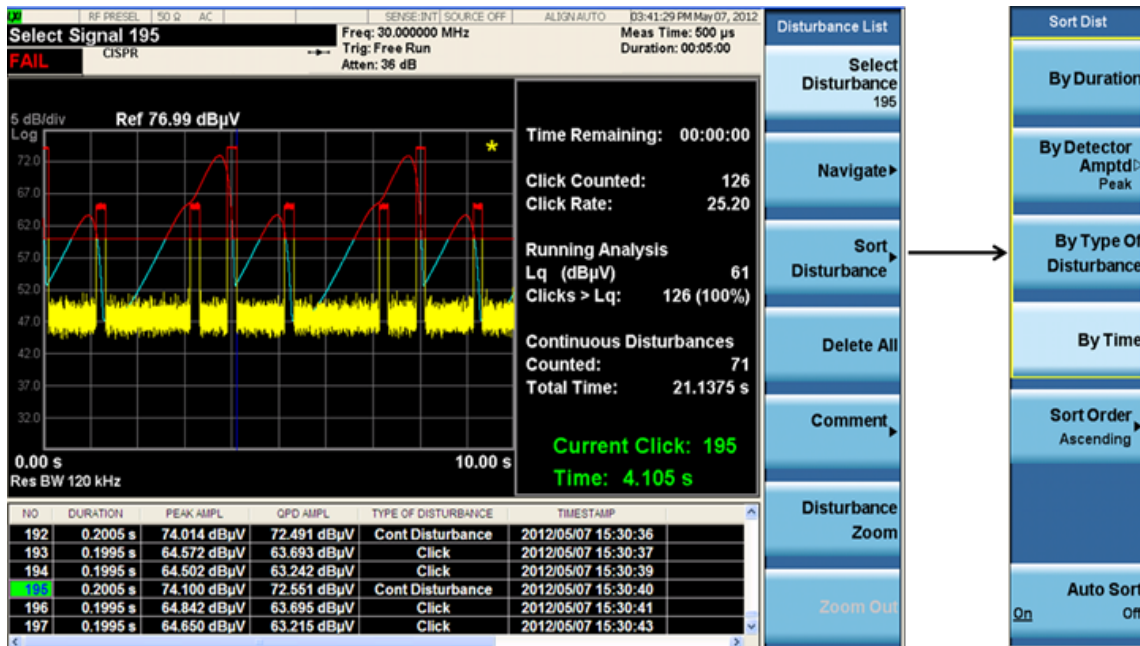 RF PRESEL 50 Ω AC SENSE:INT SOURCE OFF ALIGN AUTO 03:41:29 PM May 07, 2012
Select Signal 195
Freq: 30.000000 MHz
Meas Time: 500 µs
FAIL
CISPR
Trig: Free Run
Duration: 00:05:00
Atten: 36 dB
5 dB/div Ref 76.99 dBµV
Log
72.0
67.0
62.0
57.0
52.0
47.0
42.0
37.0
32.0
*
0.00 s 10.00 s
Res BW 120 kHz
Time Remaining: 00:00:00
Click Counted: 126
Click Rate: 25.20
Running Analysis
Lq (dBµV) 61
Clicks > Lq: 126 (100%)
Continuous Disturbances
Counted: 71
Total Time: 21.1375 s
Current Click: 195
Time: 4.105 s
NO DURATION PEAK AMPL QPD AMPL TYPE OF DISTURBANCE TIMESTAMP
192 0.2005 s 74.014 dBµV 72.491 dBµV Cont Disturbance 2012/05/07 15:30:36
193 0.1995 s 64.572 dBµV 63.693 dBµV Click 2012/05/07 15:30:37
194 0.1995 s 64.502 dBµV 63.242 dBµV Click 2012/05/07 15:30:39
195 0.2005 s 74.100 dBµV 72.551 dBµV Cont Disturbance 2012/05/07 15:30:40
196 0.1995 s 64.842 dBµV 63.695 dBµV Click 2012/05/07 15:30:41
197 0.1995 s 64.650 dBµV 63.215 dBµV Click 2012/05/07 15:30:43
Disturbance List
Select
Disturbance
195
Navigate
Sort
Disturbance
Delete All
Comment
Disturbance
Zoom
Zoom Out
Sort Dist
By Duration
By Detector
Amptd
Peak
By Type Of
Disturbance
By Time
Sort Order
Ascending
Auto Sort
On Off